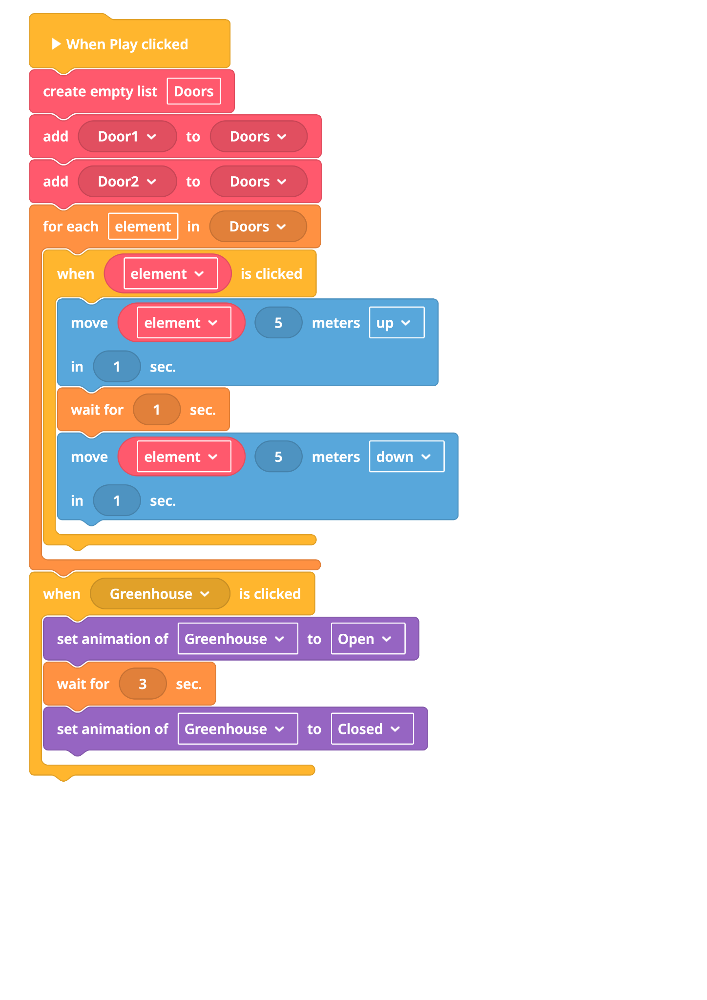 When Play clicked
create empty list Doors
add Door1 to Doors
add Door2 to Doors
for each element in Doors
when element is clicked
move element 5 meters up
in 1 sec.
wait for 1 sec.
move element 5 meters down
in 1 sec.
when Greenhouse is clicked
set animation of Greenhouse to Open
wait for 3 sec.
set animation of Greenhouse to Closed